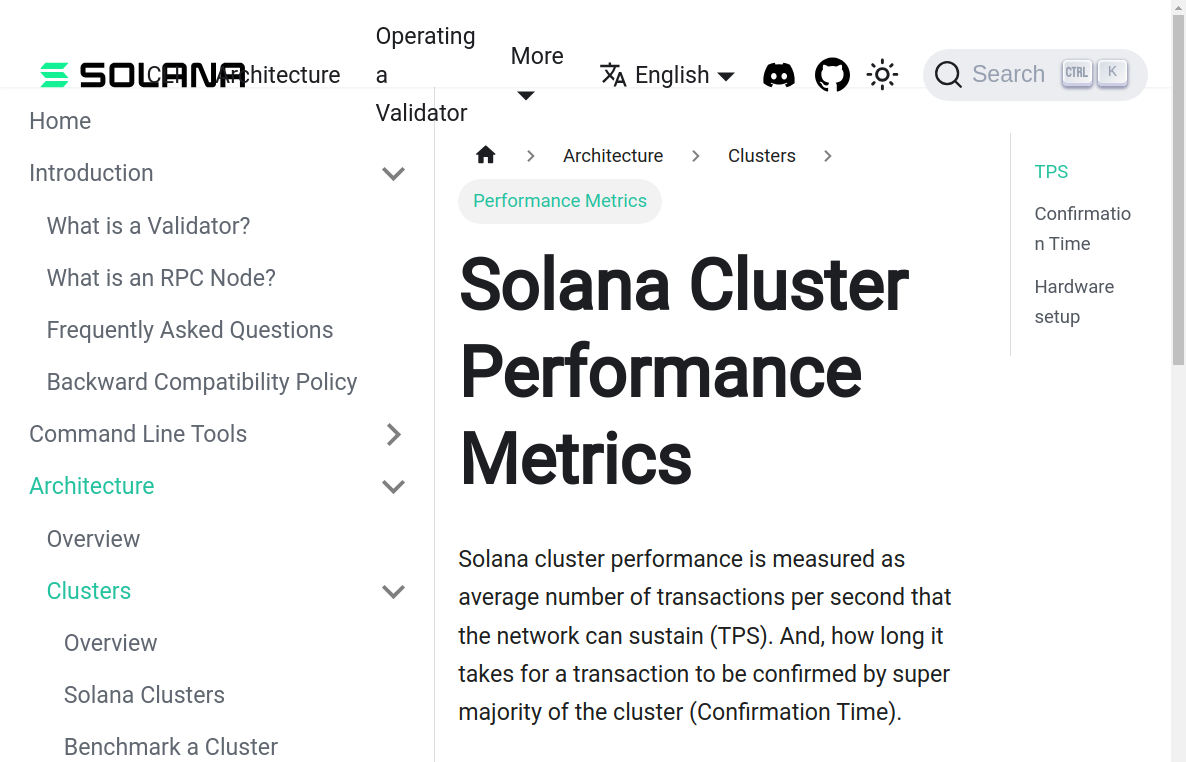 SOLANA
CLI
Architecture
Operating
a
Validator
More
English
Search
CTRL
K
Home
Introduction
What is a Validator?
What is an RPC Node?
Frequently Asked Questions
Backward Compatibility Policy
Command Line Tools
Architecture
Overview
Clusters
Overview
Solana Clusters
Benchmark a Cluster
Architecture
Clusters
Performance Metrics
Solana Cluster
Performance
Metrics
Solana cluster performance is measured as
average number of transactions per second that
the network can sustain (TPS). And, how long it
takes for a transaction to be confirmed by super
majority of the cluster (Confirmation Time).
TPS
Confirmatio
n Time
Hardware
setup